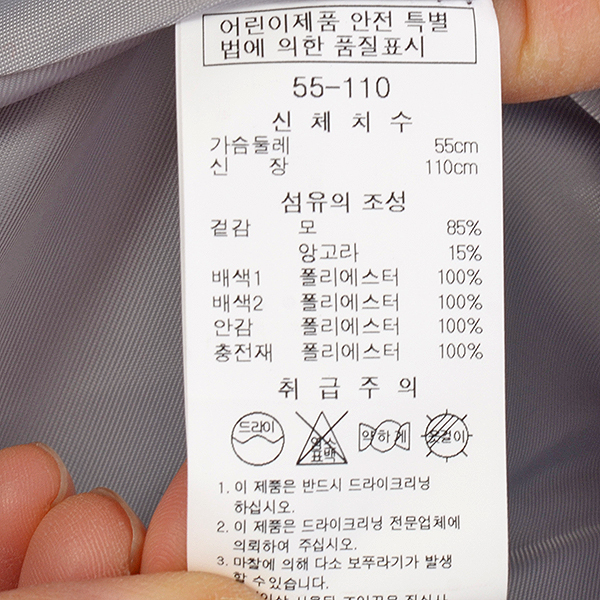 어린이제품 안전 특별
법에 의한 품질표시
55-110
신 체 치 수
가슴둘레 55cm
신 장 110cm
섬유의 조성
겉감 모 85%
앙고라 15%
배색1 폴리에스터 100%
배색2 폴리에스터 100%
안감 폴리에스터 100%
충전재 폴리에스터 100%
취 급 주 의
드라이 염소 표백 약하게 옷걸이
1. 이 제품은 반드시 드라이크리닝
하십시오.
2. 이 제품은 드라이크리닝 전문업체에
의뢰하여 주십시오.
3. 마찰에 의해 다소 보푸라기가 발생
할 수 있습니다.